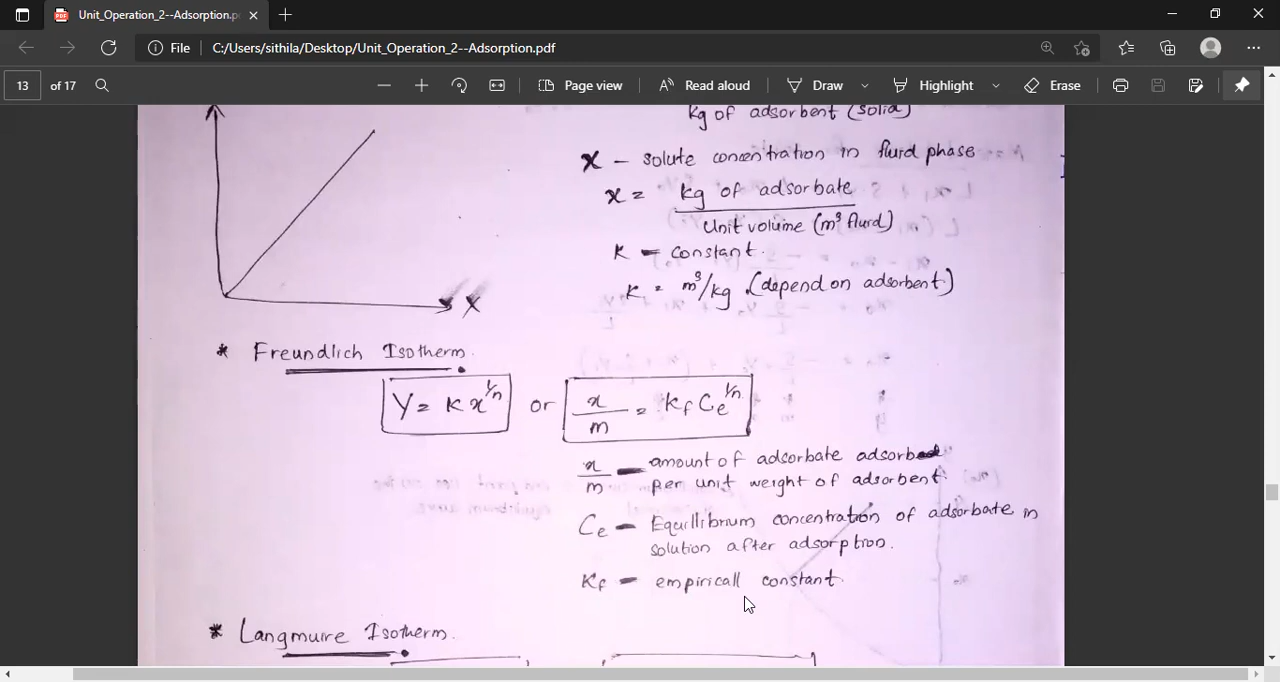 Unit_Operation_2--Adsorption.p
File C:/Users/sithila/Desktop/Unit_Operation_2--Adsorption.pdf
13 of 17 Page view Read aloud Draw Highlight Erase
kg of adsorbent (solid)
x - solute concentration in fluid phase
x = kg of adsorbate
Unit volume (m³ fluid)
K - constant.
K = m³/kg (depend on adsorbent)
X
* Freundlich Isotherm.
Y = K x^1/n or x/m = Kf Ce^1/n
x/m - amount of adsorbate adsorbed
per unit weight of adsorbent.
Ce - Equillibrium concentration of adsorbate in
solution after adsorption.
Kf - empiricall constant.
* Langmuire Isotherm.